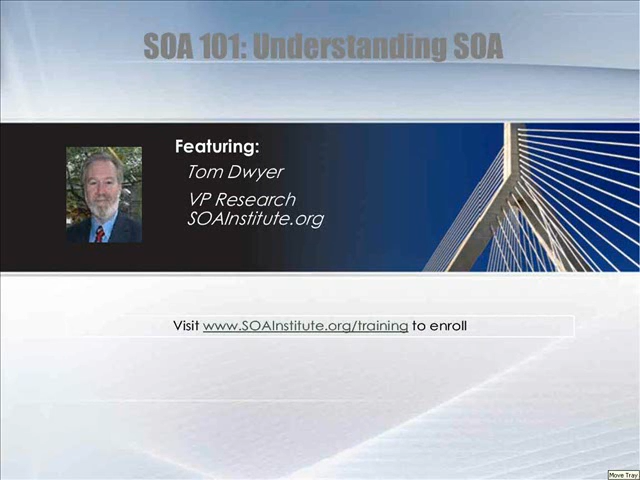 SOA 101: Understanding SOA
Featuring:
Tom Dwyer
VP Research
SOAInstitute.org
Visit www.SOAInstitute.org/training to enroll
Move Tray